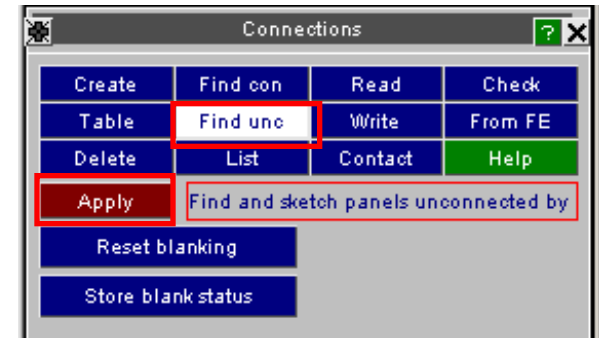 Connections ? X
Create Find con Read Check
Table Find unc Write From FE
Delete List Contact Help
Apply Find and sketch panels unconnected by
Reset blanking
Store blank status